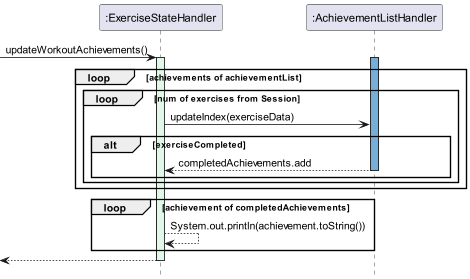 :ExerciseStateHandler
:AchievementListHandler
updateWorkoutAchievements()
loop [achievements of achievementList]
loop [num of exercises from Session]
updateIndex(exerciseData)
alt [exerciseCompleted]
completedAchievements.add
loop [achievement of completedAchievements]
System.out.println(achievement.toString())